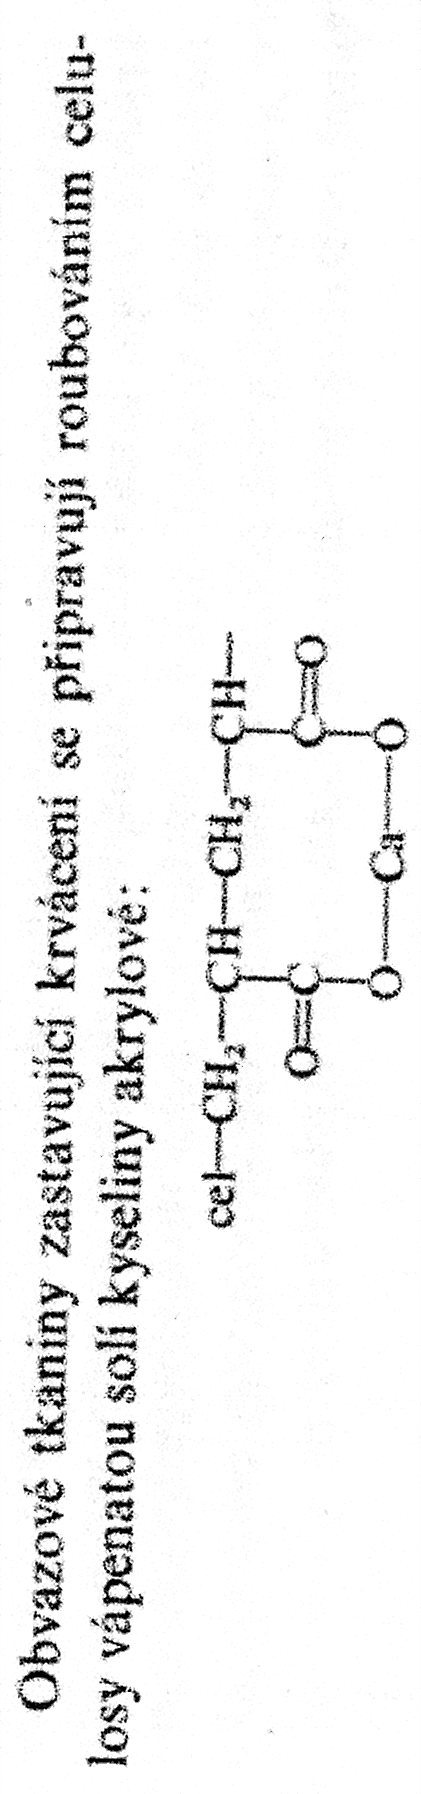 Obvazové tkaniny zastavující krvácení se připravují roubováním celu-
losy vápenatou solí kyseliny akrylové:
cel—CH₂—CH—CH₂—CH—
O=C C=O
O—Ca—O